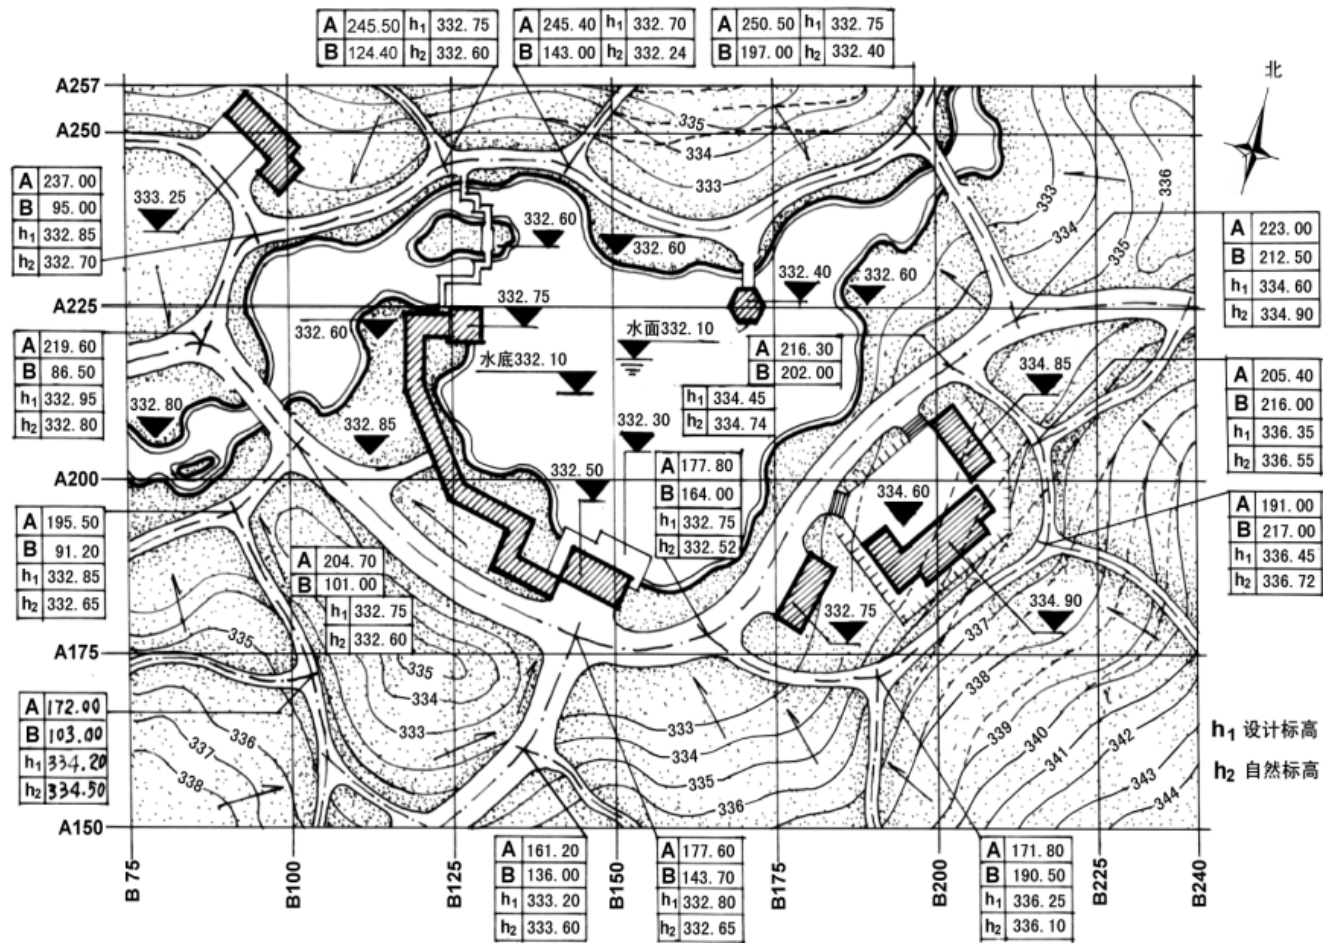 A 245.50 h₁ 332.75
B 124.40 h₂ 332.60
A 245.40 h₁ 332.70
B 143.00 h₂ 332.24
A 250.50 h₁ 332.75
B 197.00 h₂ 332.40
北
A257
A250
A225
A200
A175
A150
A 237.00
B 95.00
h₁ 332.85
h₂ 332.70
A 219.60
B 86.50
h₁ 332.95
h₂ 332.80
A 195.50
B 91.20
h₁ 332.85
h₂ 332.65
A 172.00
B 103.00
h₁ 334.20
h₂ 334.50
335
334
333
333
334
335
336
333.25
332.60
332.60
332.40
332.60
332.75
332.60
水面332.10
水底332.10
A 216.30
B 202.00
h₁ 334.45
h₂ 334.74
334.85
332.80
332.85
332.30
332.50
A 177.80
B 164.00
h₁ 332.75
h₂ 332.52
334.60
A 204.70
B 101.00
h₁ 332.75
h₂ 332.60
332.75
334.90
A 223.00
B 212.50
h₁ 334.60
h₂ 334.90
A 205.40
B 216.00
h₁ 336.35
h₂ 336.55
A 191.00
B 217.00
h₁ 336.45
h₂ 336.72
335
336
337
338
335
334
333
333
334
335
336
337
338
339
340
341
342
343
344
h₁ 设计标高
h₂ 自然标高
A 161.20
B 136.00
h₁ 333.20
h₂ 333.60
A 177.60
B 143.70
h₁ 332.80
h₂ 332.65
A 171.80
B 190.50
h₁ 336.25
h₂ 336.10
B 75
B100
B125
B150
B175
B200
B225
B240